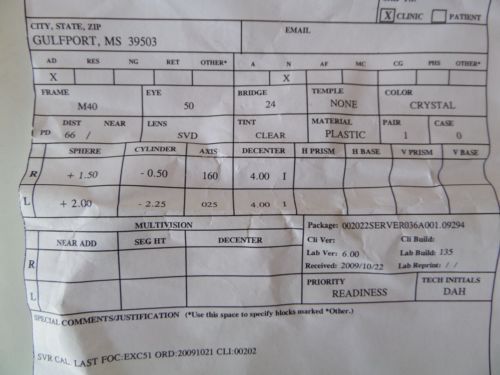 X CLINIC PATIENT
CITY, STATE, ZIP EMAIL
GULFPORT, MS 39503
AD RES NG RET OTHER* A N AF MC CG PHS OTHER*
X X
FRAME EYE BRIDGE TEMPLE COLOR
M40 50 24 NONE CRYSTAL
DIST NEAR LENS TINT MATERIAL PAIR CASE
PD 66 / SVD CLEAR PLASTIC 1 0
SPHERE CYLINDER AXIS DECENTER H PRISM H BASE V PRISM V BASE
R + 1.50 - 0.50 160 4.00 I
L + 2.00 - 2.25 025 4.00 I
MULTIVISION Package: 002022SERVER036A001.09294
NEAR ADD SEG HT DECENTER Cli Ver: Cli Build:
Lab Ver: 6.00 Lab Build: 135
R Received: 2009/10/22 Lab Reprint: / /
PRIORITY TECH INITIALS
L READINESS DAH
SPECIAL COMMENTS/JUSTIFICATION (*Use this space to specify blocks marked *Other.)
SVR CAL. LAST FOC:EXC51 ORD:20091021 CLI:00202